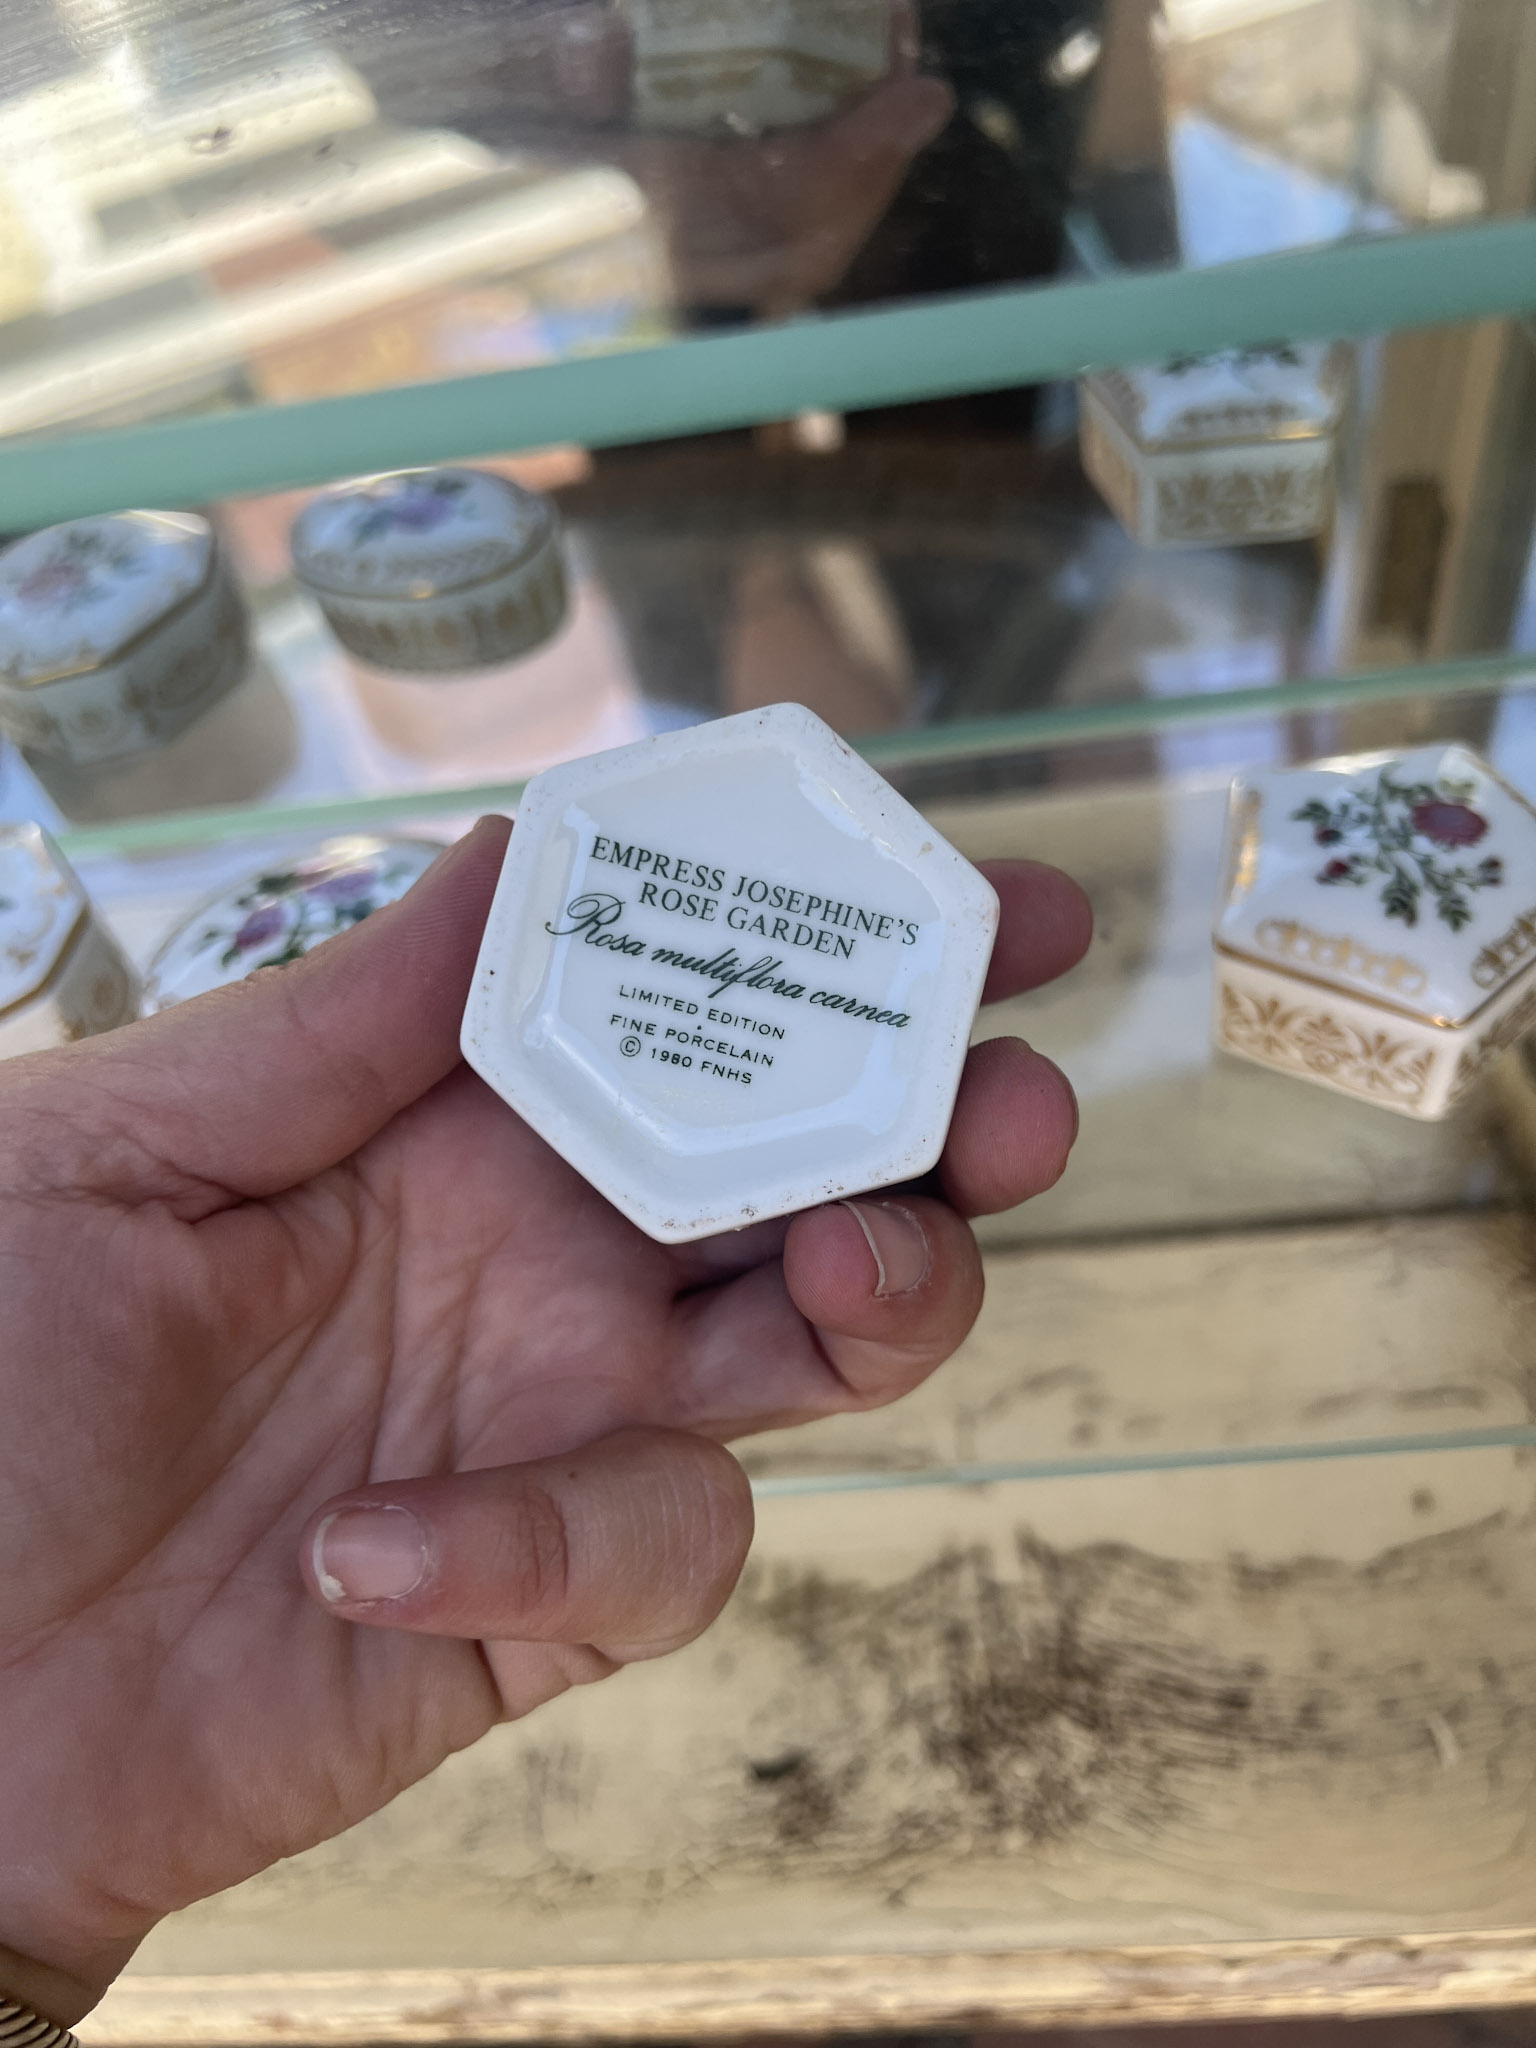 EMPRESS JOSEPHINE'S
ROSE GARDEN
Rosa multiflora carnea
LIMITED EDITION
FINE PORCELAIN
© 1980 FNHS